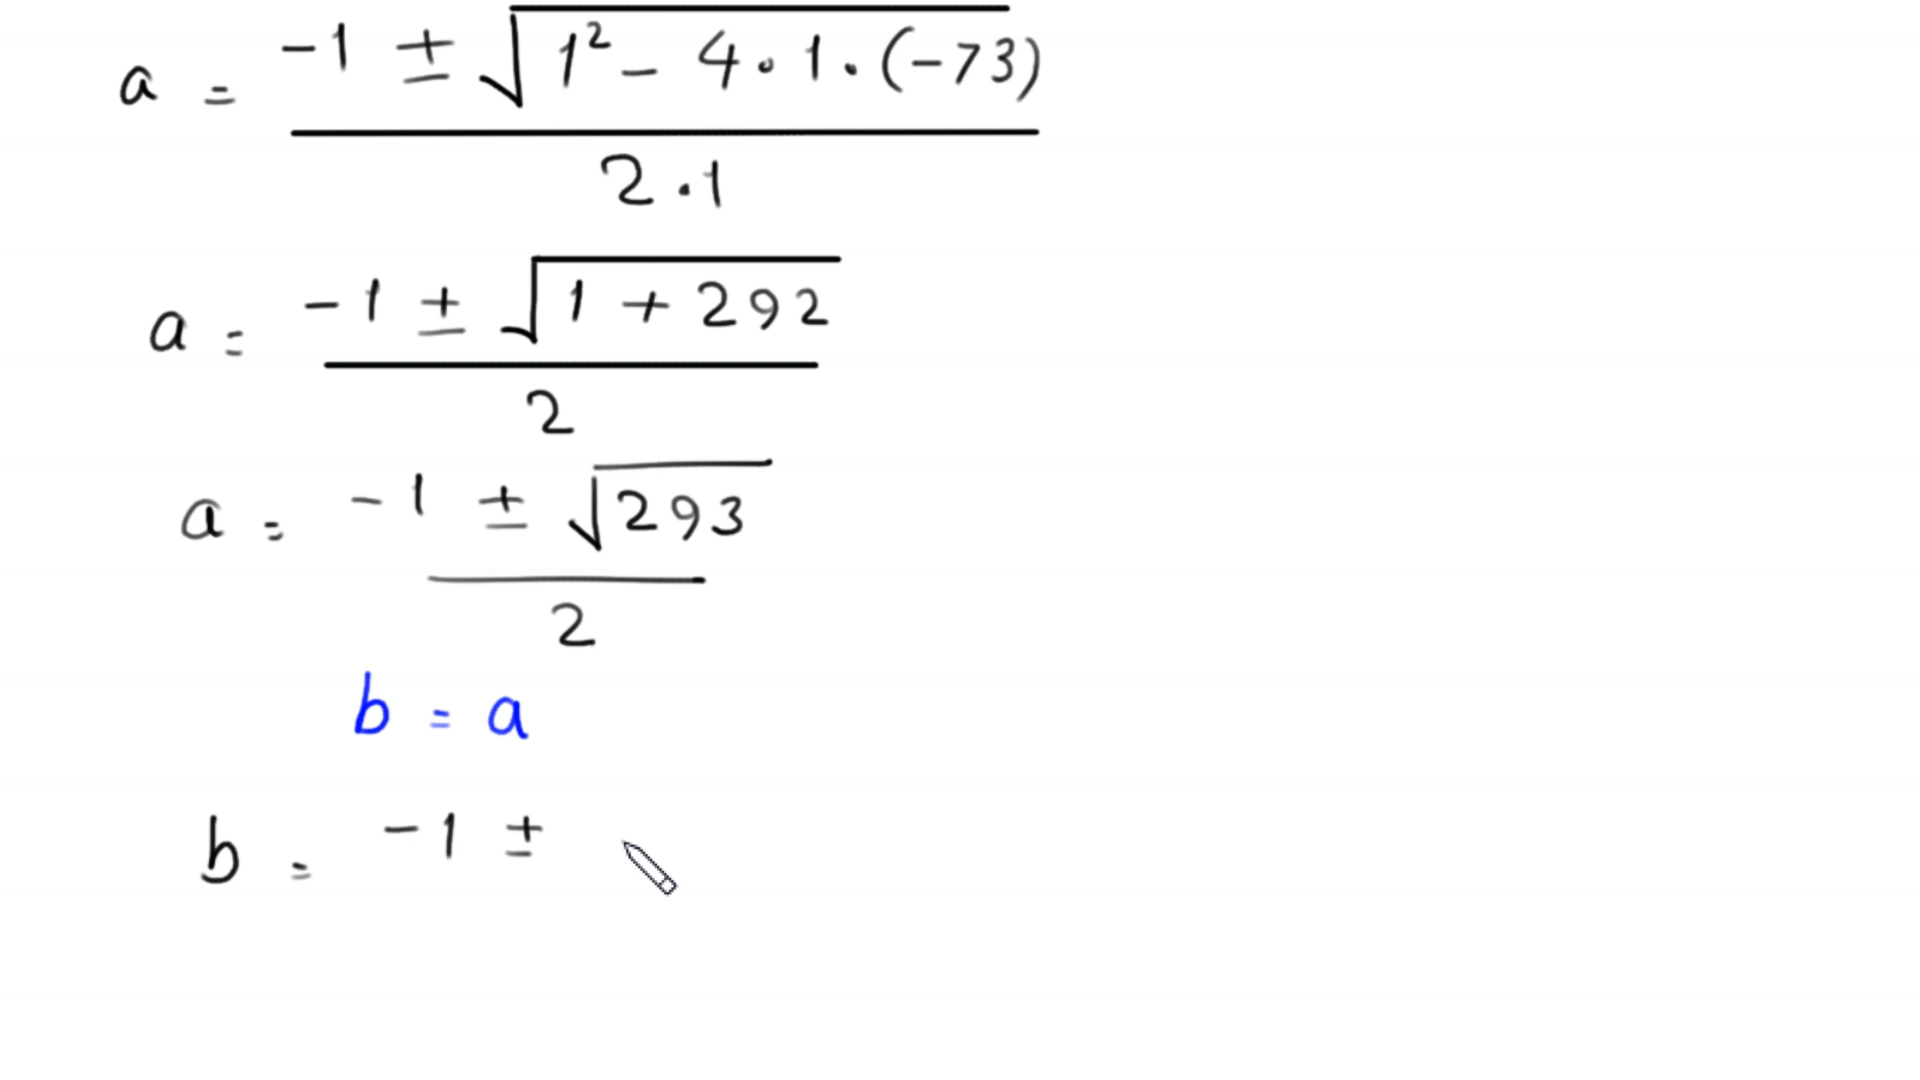 a = (-1 ± √(1² - 4 · 1 · (-73))) / (2 · 1)
a = (-1 ± √(1 + 292)) / 2
a = (-1 ± √293) / 2
b = a
b = -1 ±